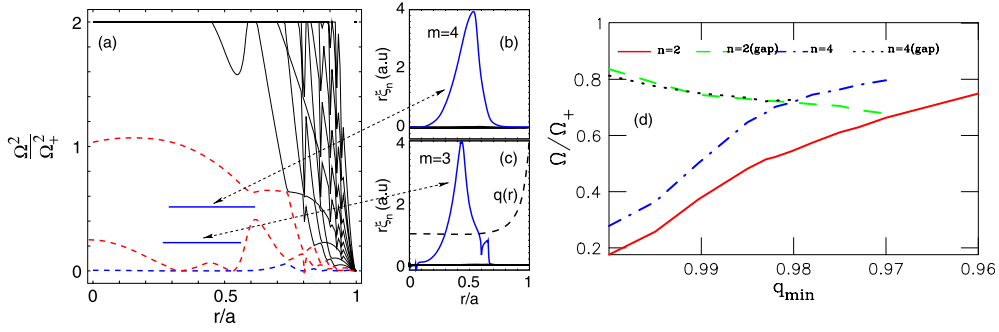 (a)
Ω²
Ω₊²
2
1
0
0
0.5
1
r/a
(b)
m=4
rξₙ (a.u)
4
2
0
(c)
m=3
q(r)
rξₙ (a.u)
4
2
0
0
0.5
1
r/a
n=2
n=2(gap)
n=4
n=4(gap)
(d)
Ω/Ω₊
1
0.8
0.6
0.4
0.2
0.99
0.98
0.97
0.96
q_min